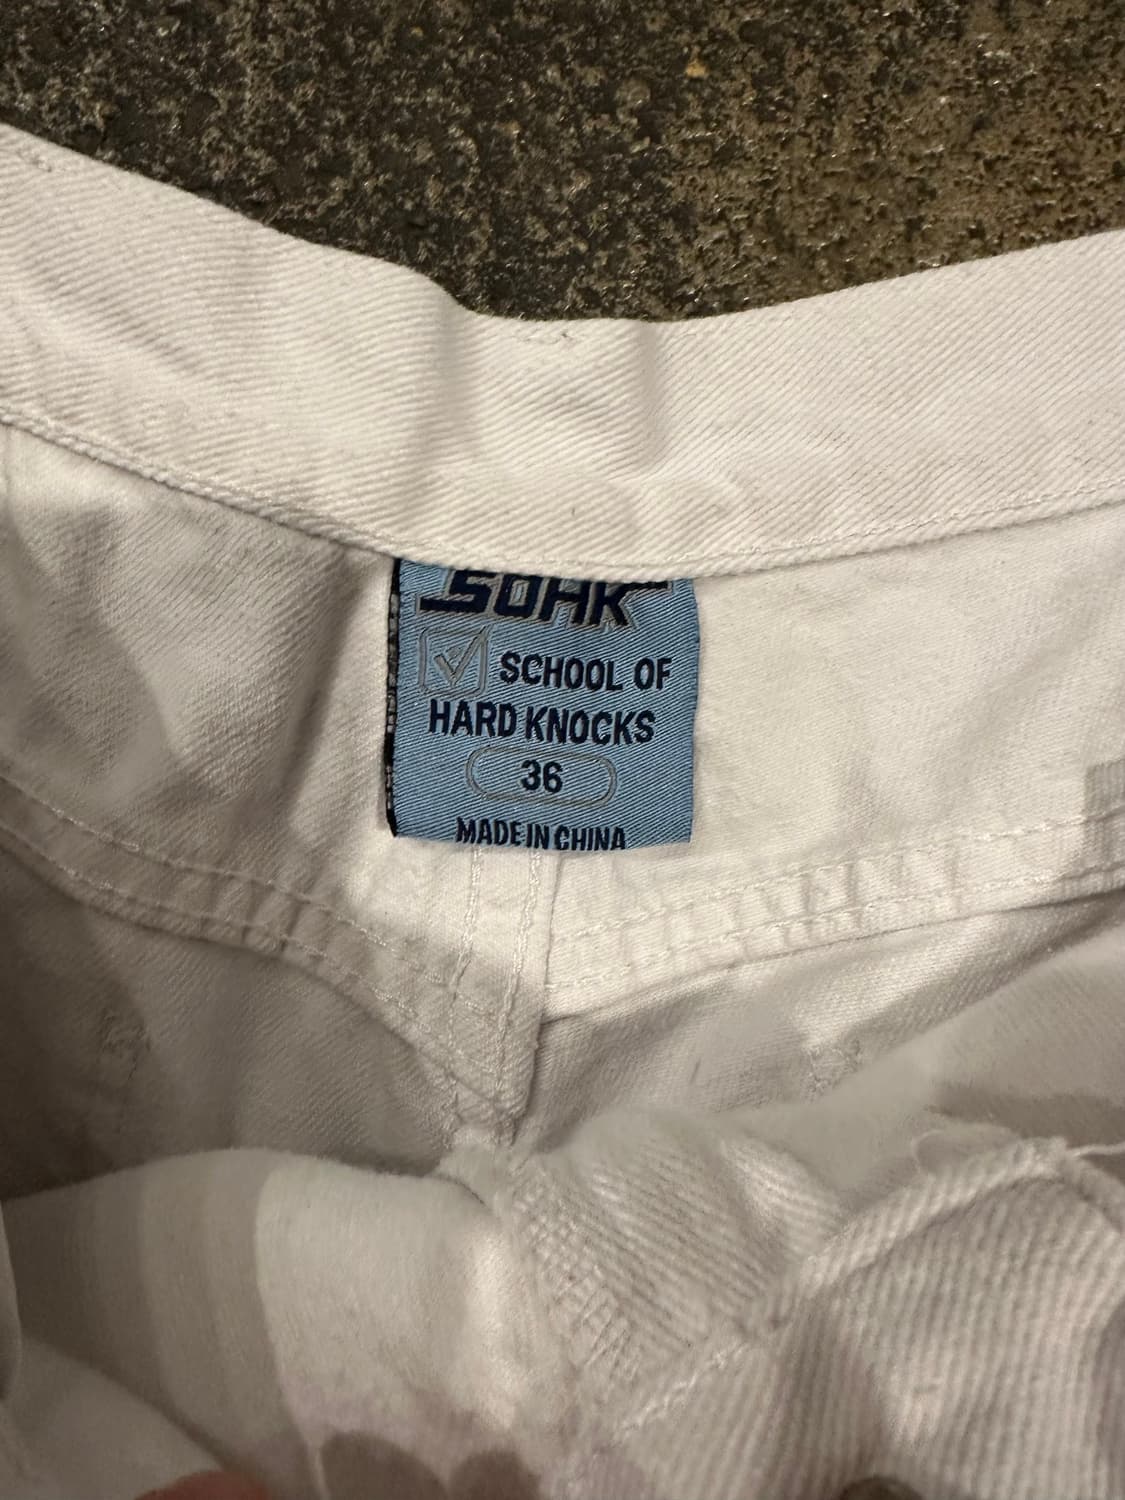 SOHK
SCHOOL OF
HARD KNOCKS
36
MADE IN CHINA